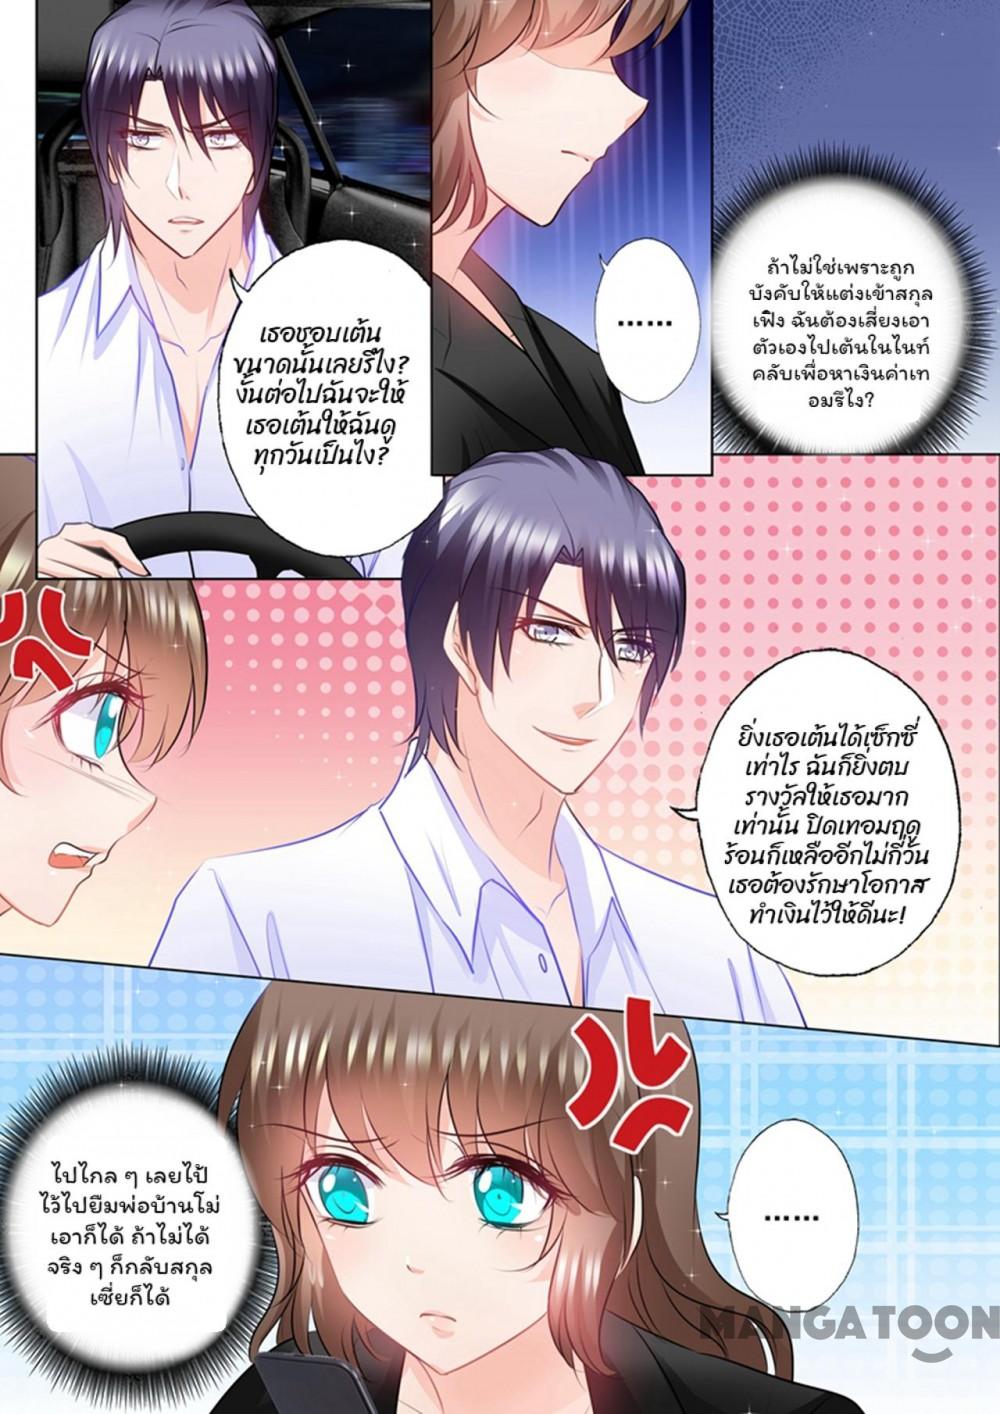 เธอชอบเต้น
ขนาดนั้นเลยรึไง?
งั้นต่อไปฉันจะให้
เธอเต้นให้ฉันดู
ทุกวันเป็นไง?
......
ถ้าไม่ใช่เพราะถูก
บังคับให้แต่งเข้าสกุล
เฟิง ฉันต้องเสี่ยงเอา
ตัวเองไปเต้นในไนท์
คลับเพื่อหาเงินค่าเท
อมรึไง?
ยิ่งเธอเต้นได้เซ็กซี่
เท่าไร ฉันก็ยิ่งตบ
รางวัลให้เธอมาก
เท่านั้น ปิดเทอมฤดู
ร้อนก็เหลืออีกไม่กี่วัน
เธอต้องรักษาโอกาส
ทำเงินไว้ให้ดีนะ!
ไปไกล ๆ เลยไป๊
ไว้ไปยืมพ่อบ้านโม่
เอาก็ได้ ถ้าไม่ได้
จริง ๆ ก็กลับสกุล
เซี่ยก็ได้
......
MANGATOON